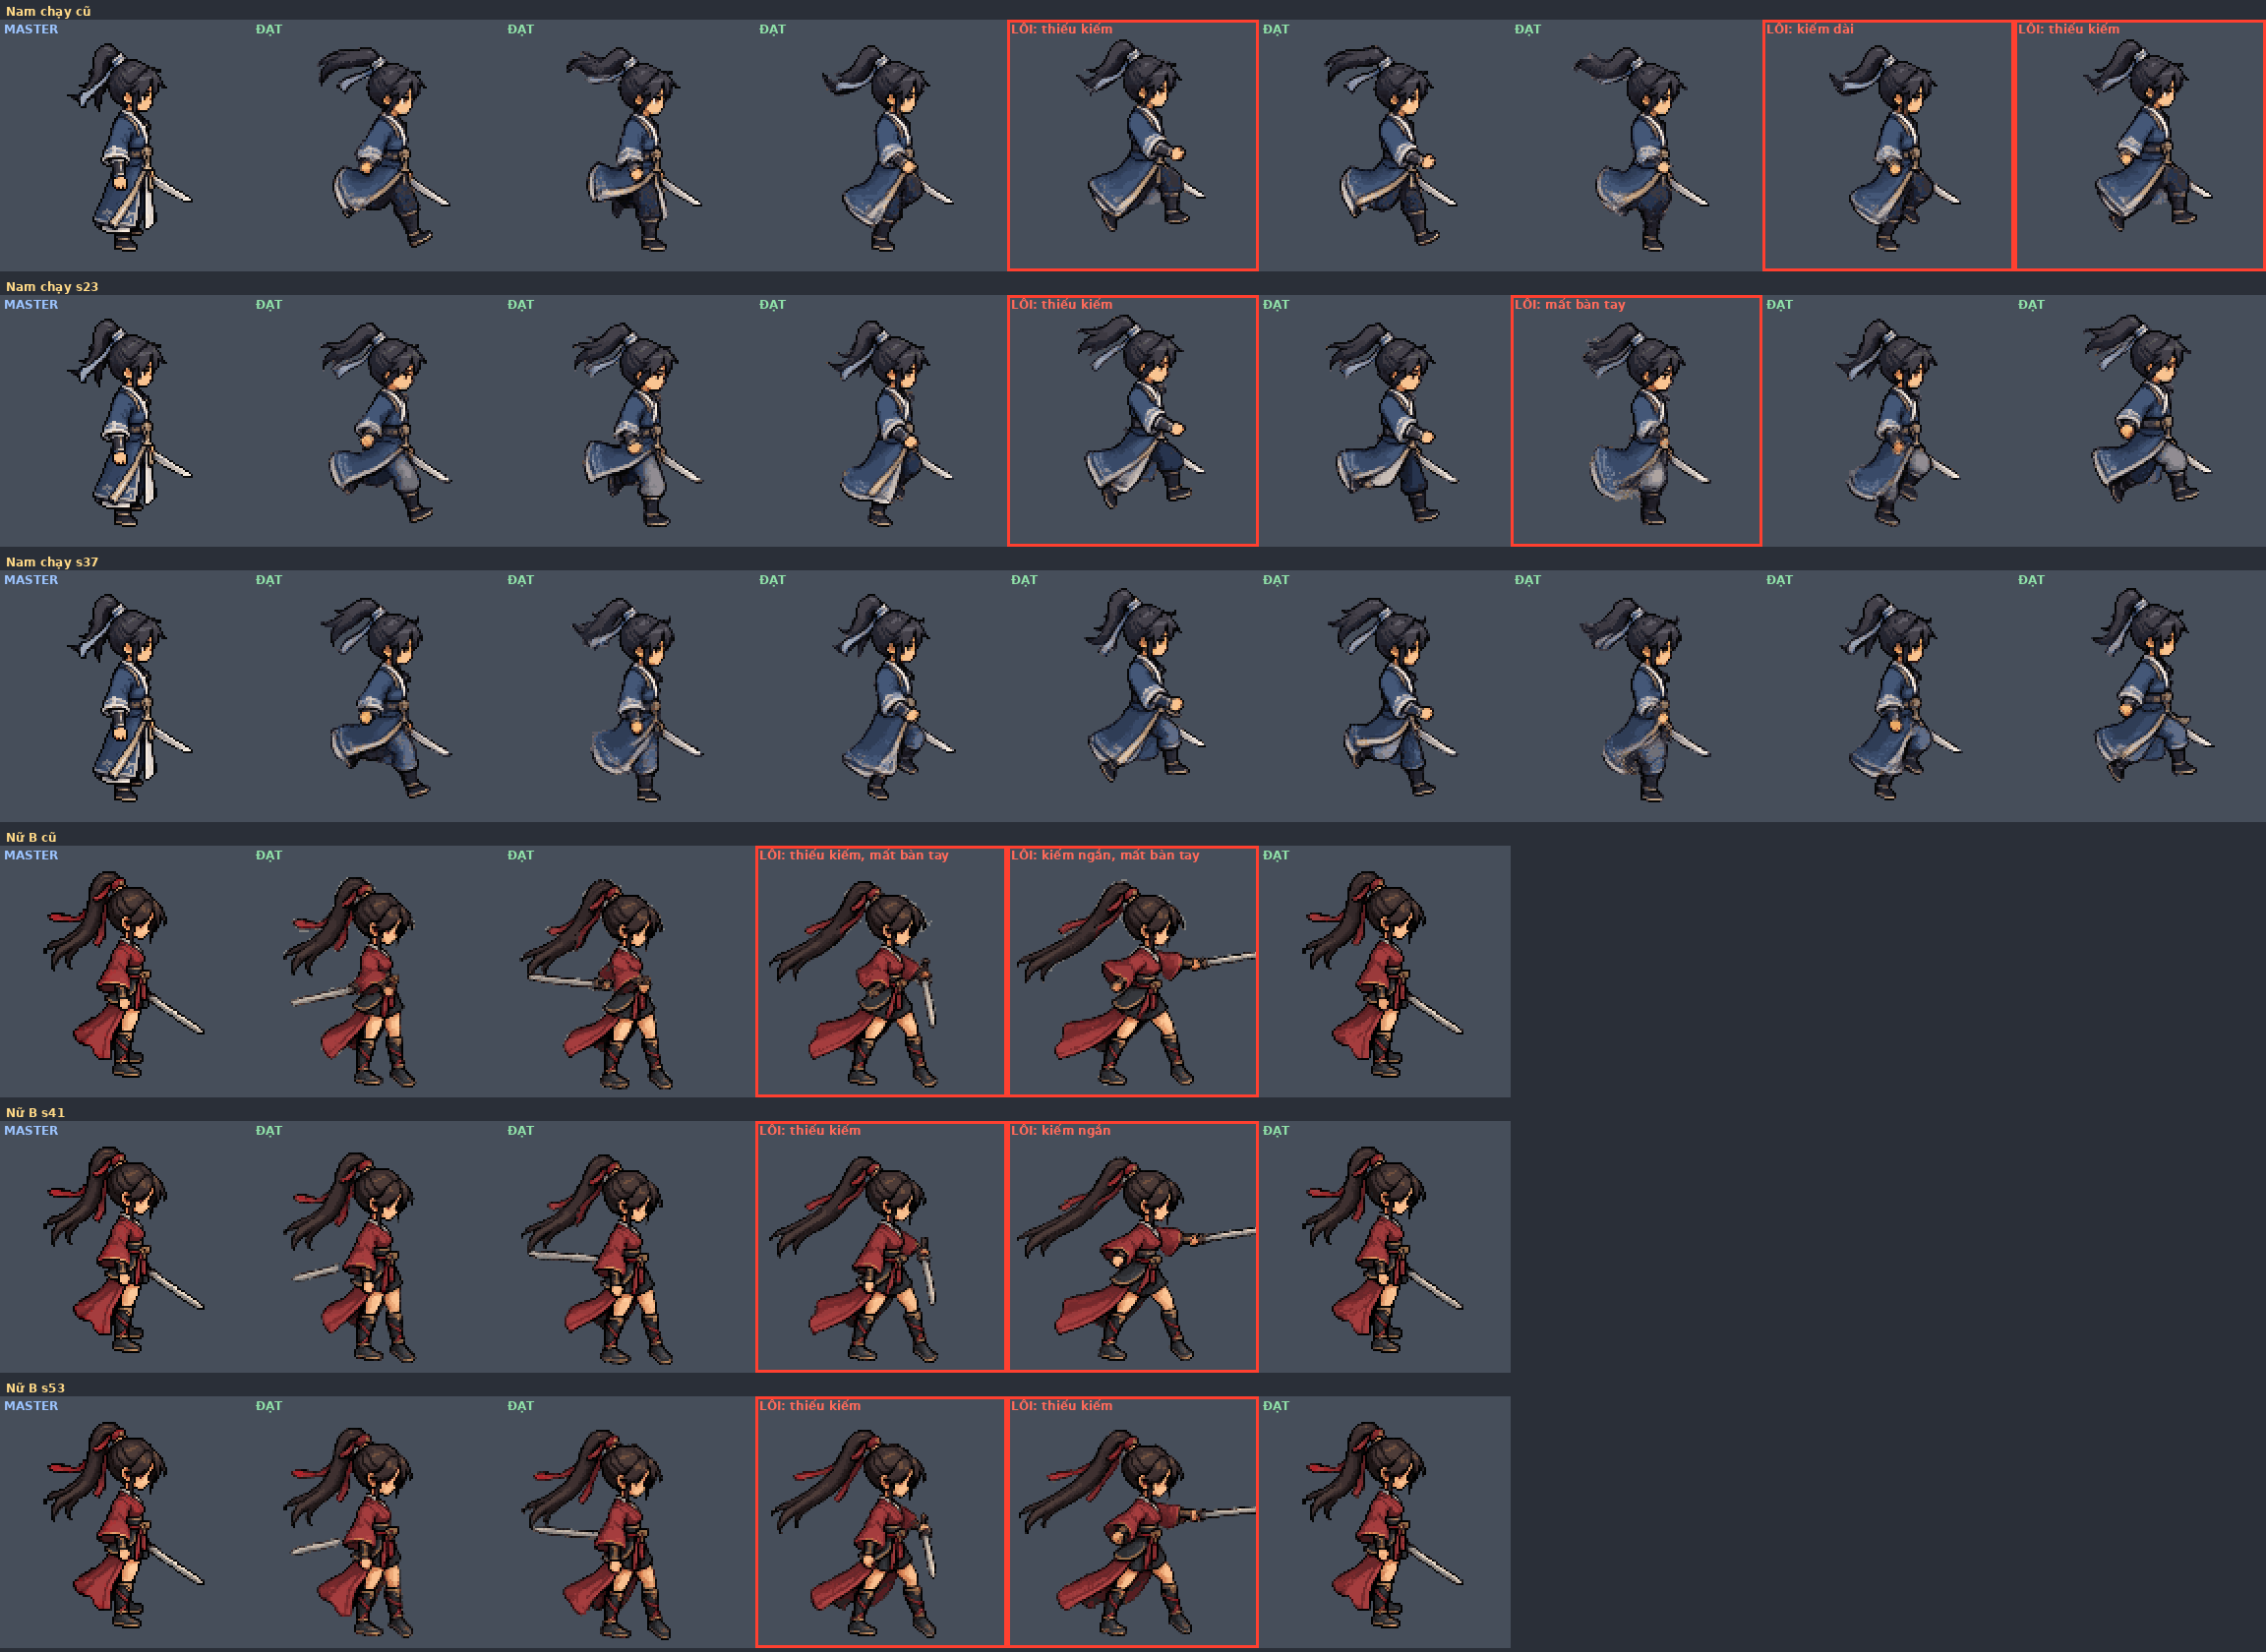 Nam chạy cũ
MASTER ĐẠT ĐẠT ĐẠT LỖI: thiếu kiếm ĐẠT ĐẠT LỖI: kiếm dài LỖI: thiếu kiếm
Nam chạy s23
MASTER ĐẠT ĐẠT ĐẠT LỖI: thiếu kiếm ĐẠT LỖI: mất bàn tay ĐẠT ĐẠT
Nam chạy s37
MASTER ĐẠT ĐẠT ĐẠT ĐẠT ĐẠT ĐẠT ĐẠT ĐẠT
Nữ B cũ
MASTER ĐẠT ĐẠT LỖI: thiếu kiếm, mất bàn tay LỖI: kiếm ngắn, mất bàn tay ĐẠT
Nữ B s41
MASTER ĐẠT ĐẠT LỖI: thiếu kiếm LỖI: kiếm ngắn ĐẠT
Nữ B s53
MASTER ĐẠT ĐẠT LỖI: thiếu kiếm LỖI: thiếu kiếm ĐẠT